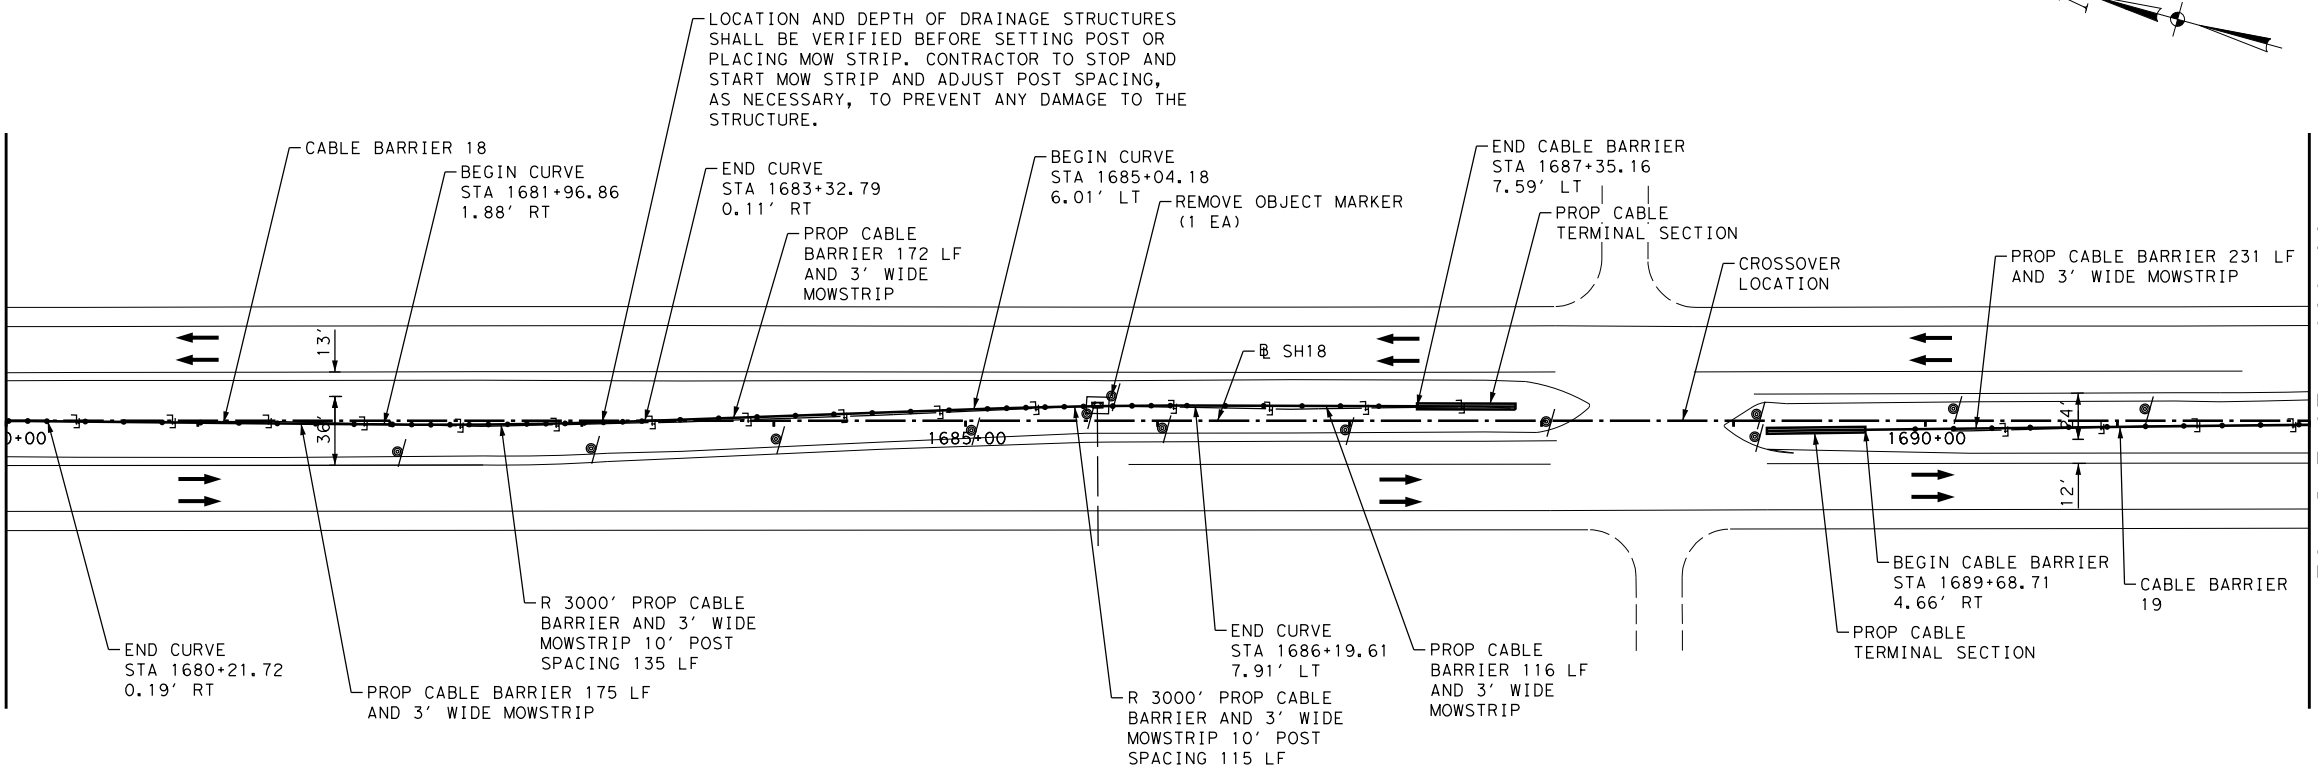 LOCATION AND DEPTH OF DRAINAGE STRUCTURES
SHALL BE VERIFIED BEFORE SETTING POST OR
PLACING MOW STRIP. CONTRACTOR TO STOP AND
START MOW STRIP AND ADJUST POST SPACING,
AS NECESSARY, TO PREVENT ANY DAMAGE TO THE
STRUCTURE.
CABLE BARRIER 18
BEGIN CURVE
STA 1681+96.86
1.88' RT
END CURVE
STA 1683+32.79
0.11' RT
PROP CABLE
BARRIER 172 LF
AND 3' WIDE
MOWSTRIP
BEGIN CURVE
STA 1685+04.18
6.01' LT
REMOVE OBJECT MARKER
(1 EA)
END CABLE BARRIER
STA 1687+35.16
7.59' LT
PROP CABLE
TERMINAL SECTION
CROSSOVER
LOCATION
PROP CABLE BARRIER 231 LF
AND 3' WIDE MOWSTRIP
13'
BL SH18
36'
0+00
1685+00
1690+00
24'
12'
END CURVE
STA 1680+21.72
0.19' RT
PROP CABLE BARRIER 175 LF
AND 3' WIDE MOWSTRIP
R 3000' PROP CABLE
BARRIER AND 3' WIDE
MOWSTRIP 10' POST
SPACING 135 LF
R 3000' PROP CABLE
BARRIER AND 3' WIDE
MOWSTRIP 10' POST
SPACING 115 LF
END CURVE
STA 1686+19.61
7.91' LT
PROP CABLE
BARRIER 116 LF
AND 3' WIDE
MOWSTRIP
BEGIN CABLE BARRIER
STA 1689+68.71
4.66' RT
PROP CABLE
TERMINAL SECTION
CABLE BARRIER
19